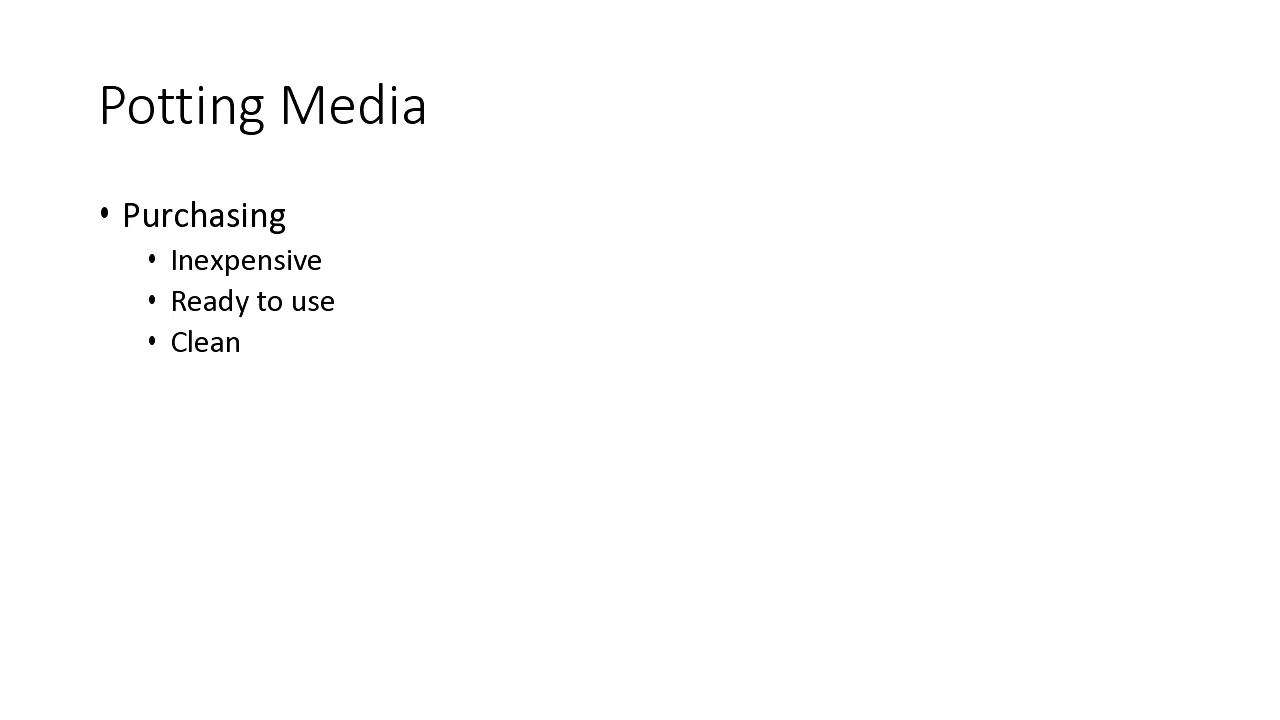 Potting Media
• Purchasing
• Inexpensive
• Ready to use
• Clean